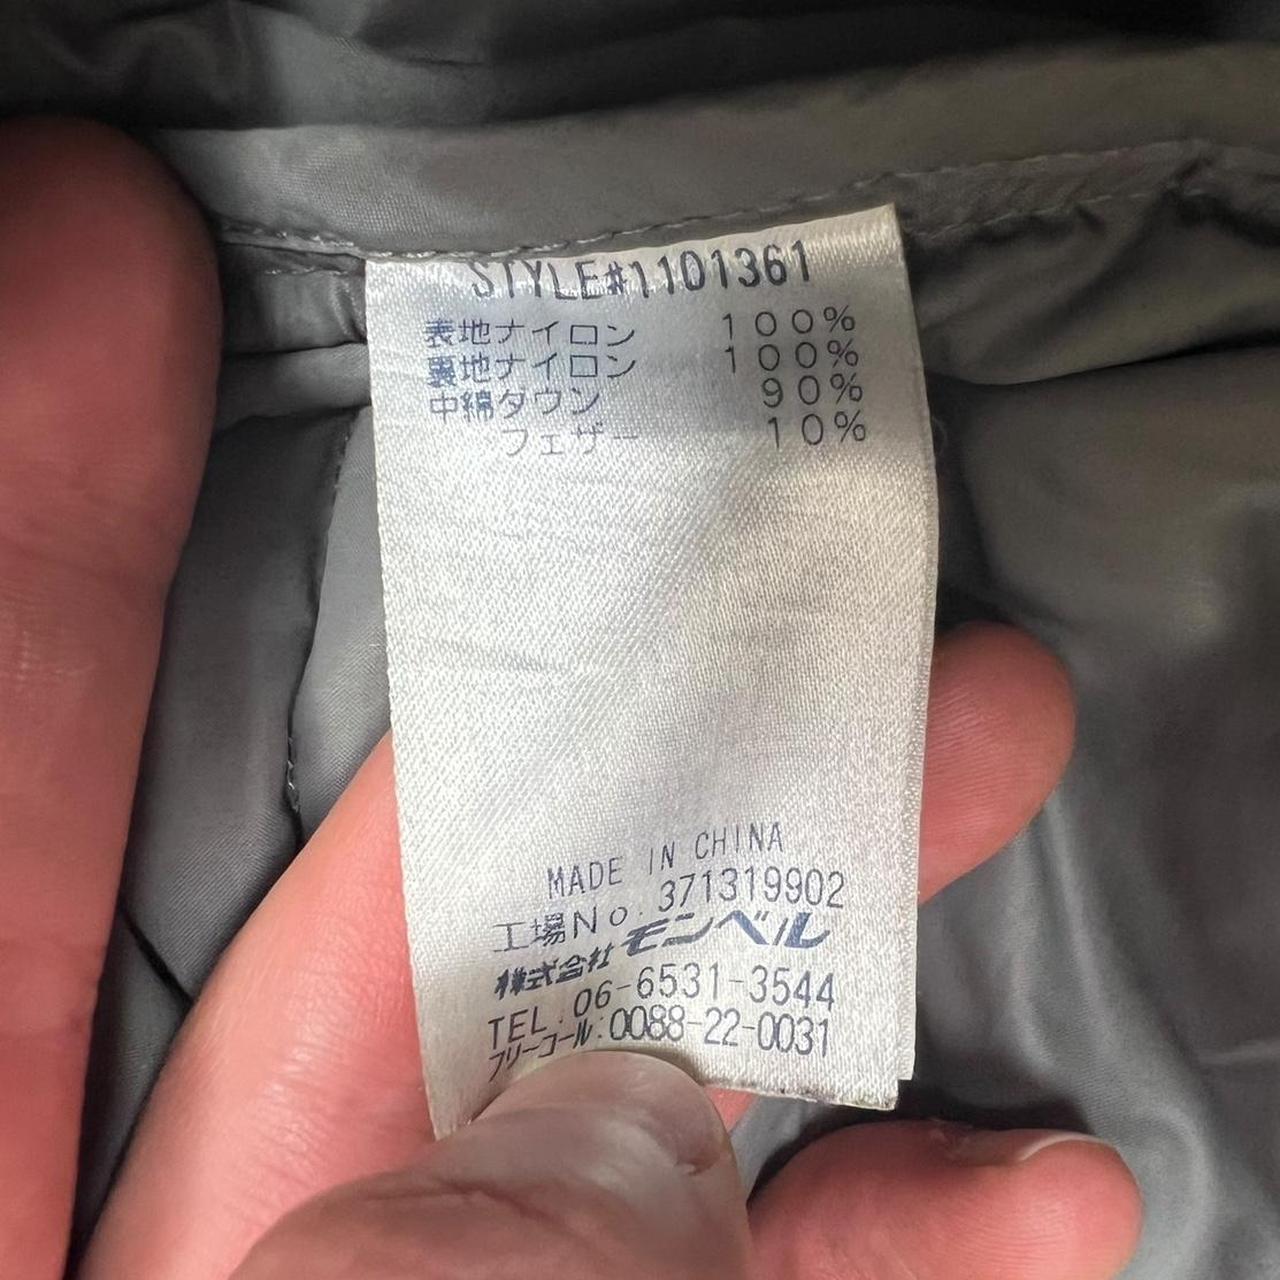 STYLE#1101361
表地ナイロン 100%
裏地ナイロン 100%
中綿ダウン 90%
フェザー 10%
MADE IN CHINA
工場No. 371319902
株式会社モンベル
TEL:06-6531-3544
フリーコール:0088-22-0031